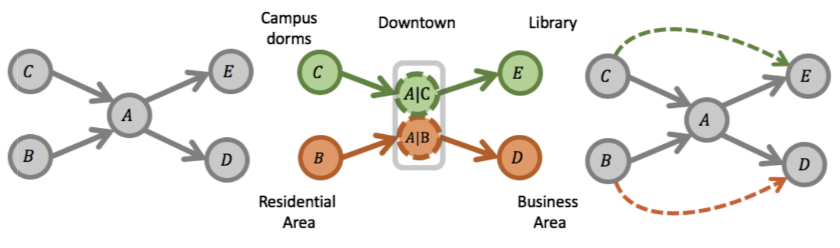 Campus
dorms
Downtown
Library
C
E
A
B
D
C
A|C
E
B
A|B
D
C
E
A
B
D
Residential
Area
Business
Area